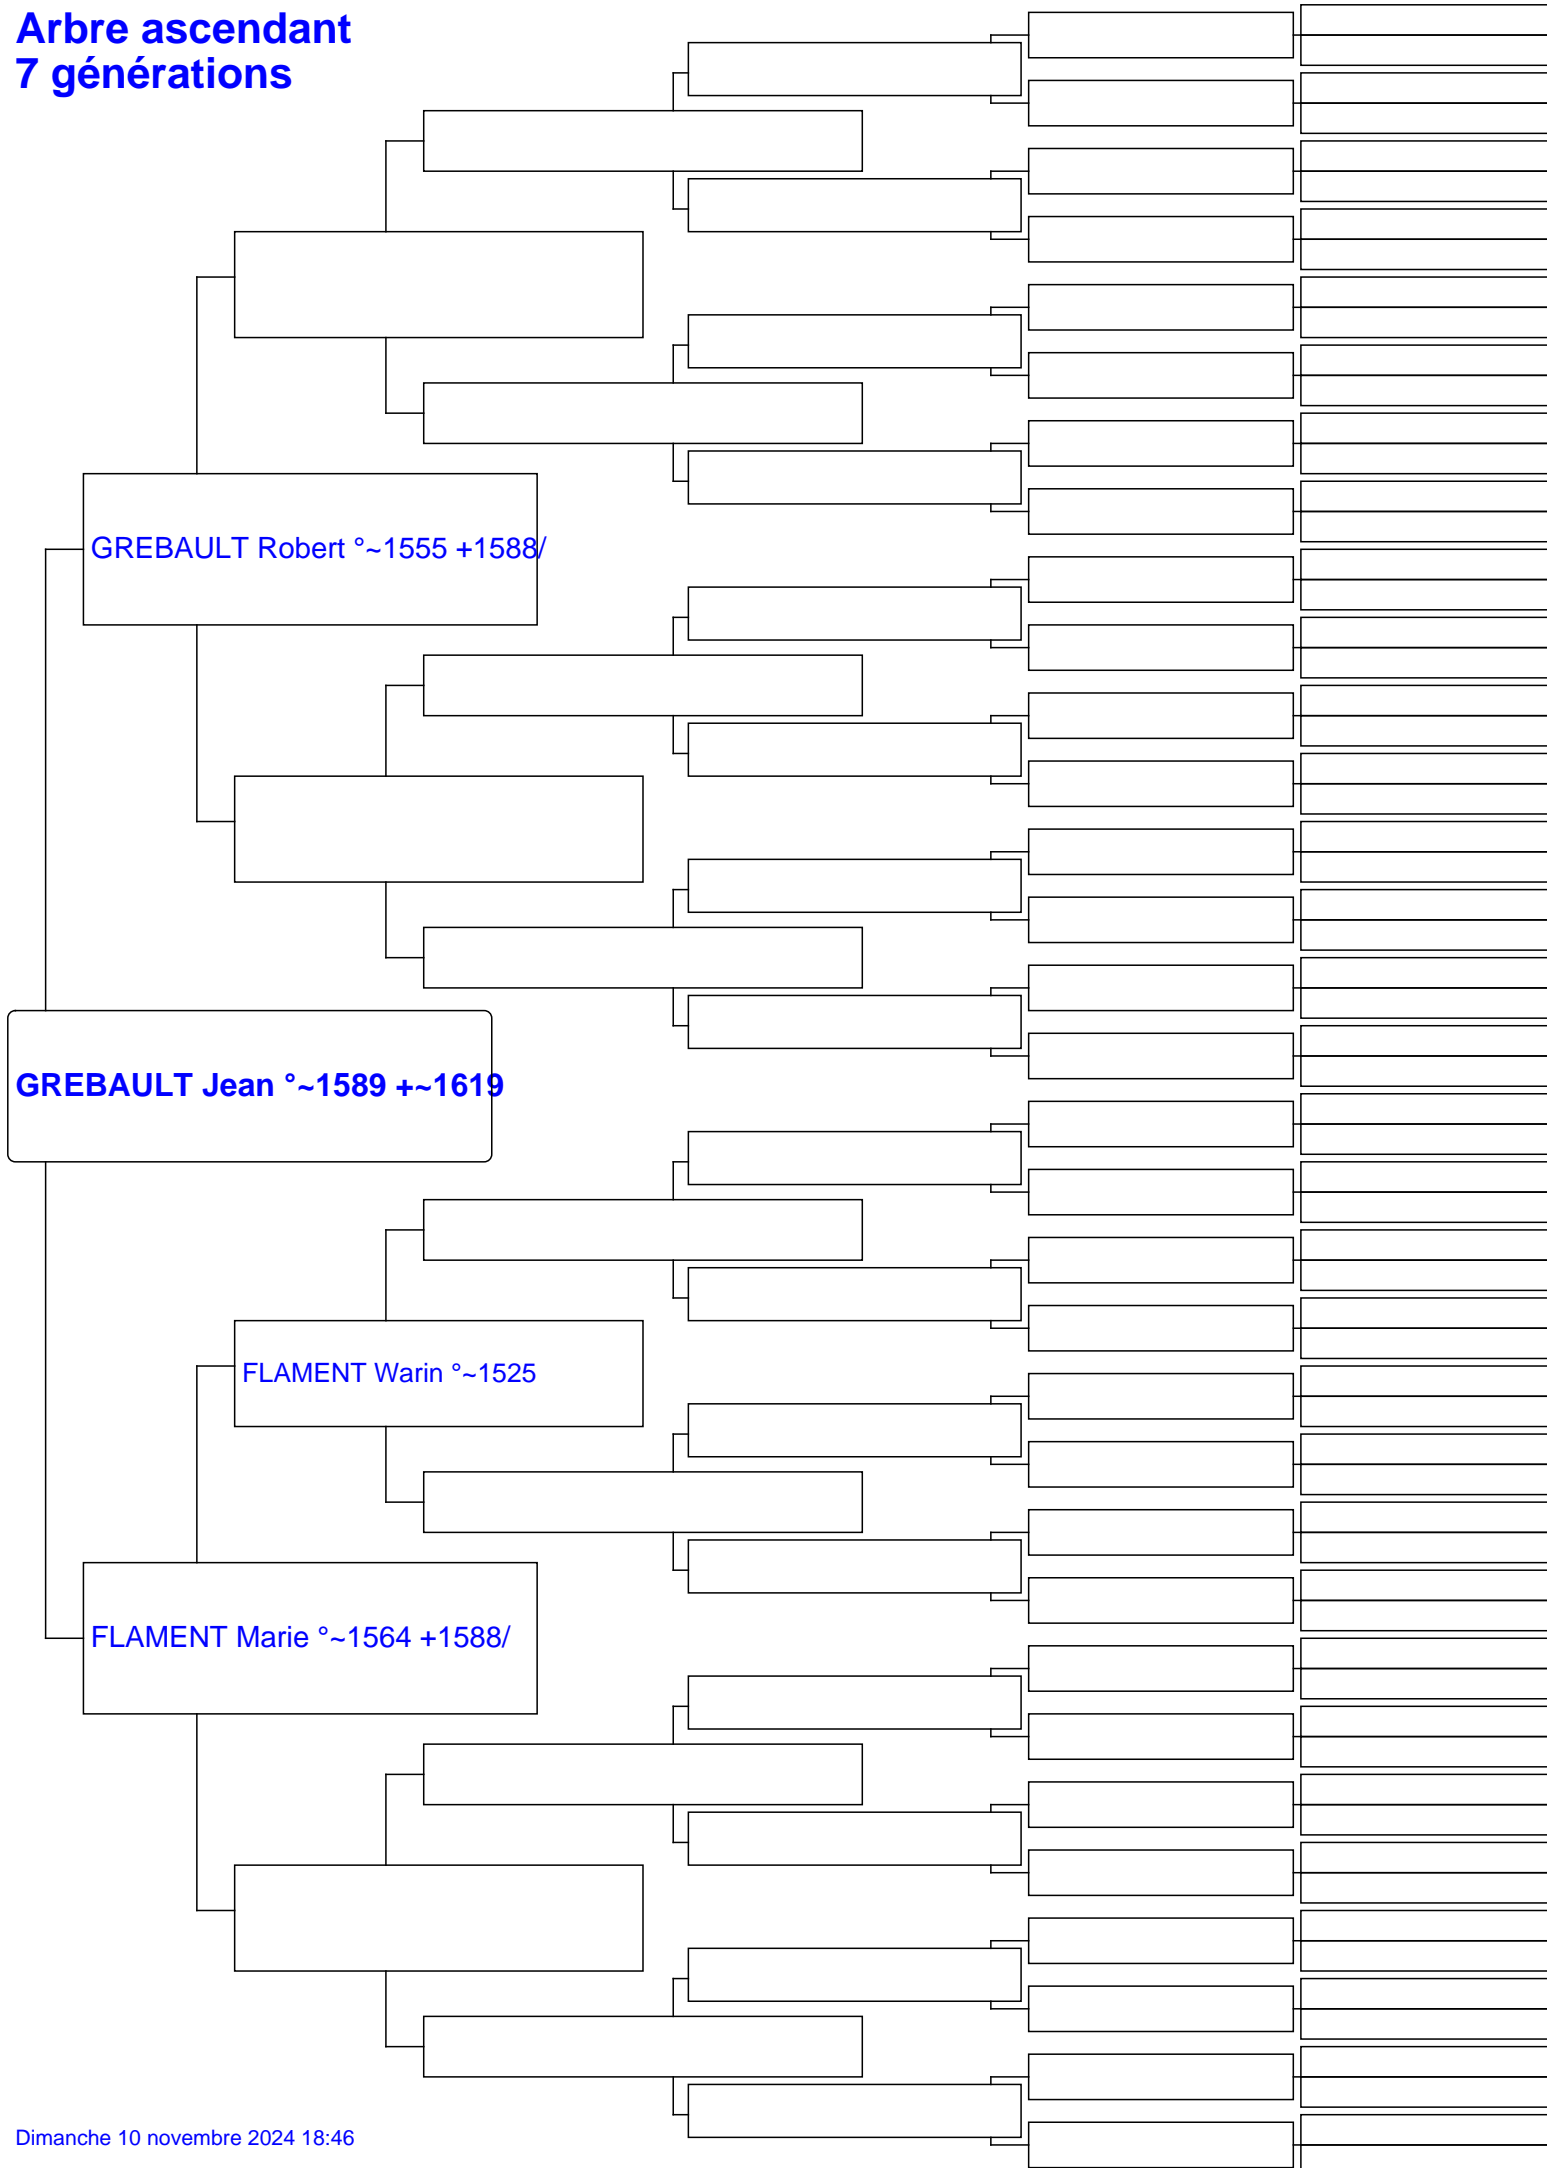 Arbre ascendant
7 générations
GREBAULT Robert °~1555 +1588/
GREBAULT Jean °~1589 +~1619
FLAMENT Warin °~1525
FLAMENT Marie °~1564 +1588/
Dimanche 10 novembre 2024 18:46